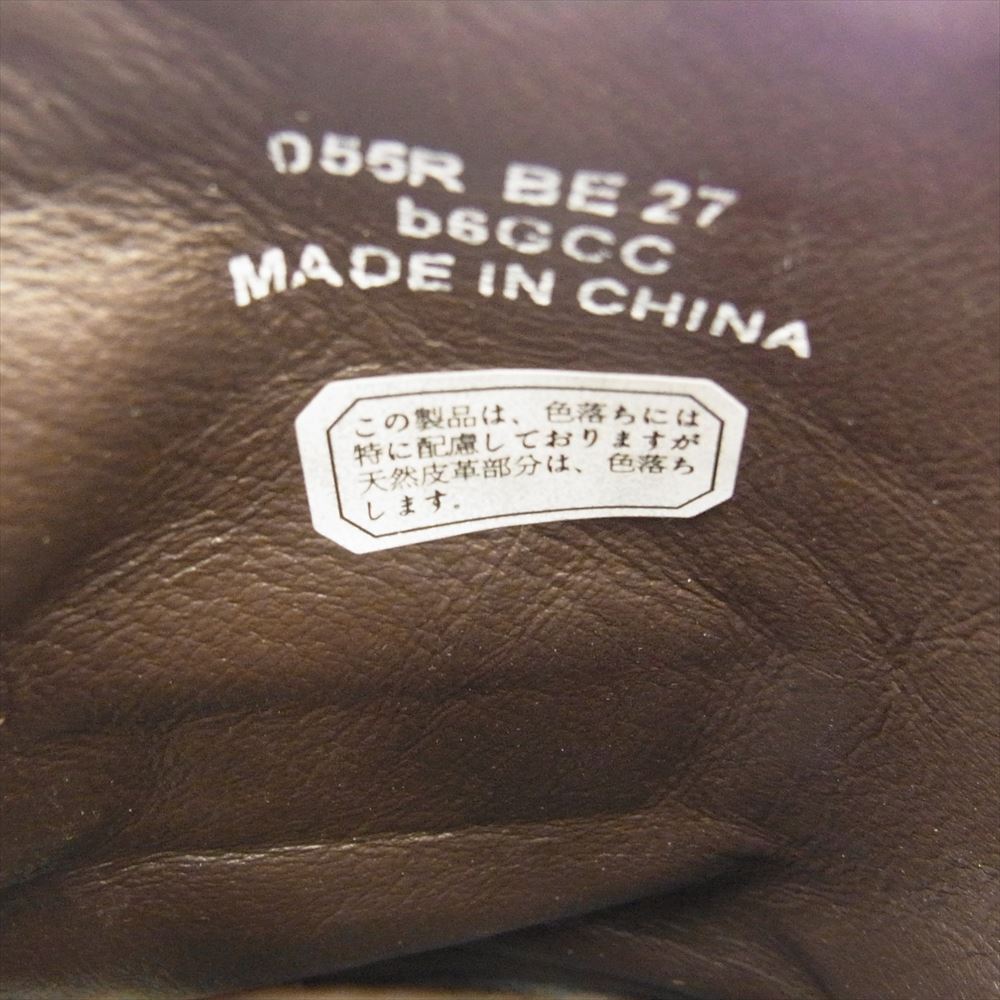 055R BE 27
b6GCC
MADE IN CHINA
この製品は、色落ちには
特に配慮しておりますが
天然皮革部分は、色落ち
します。